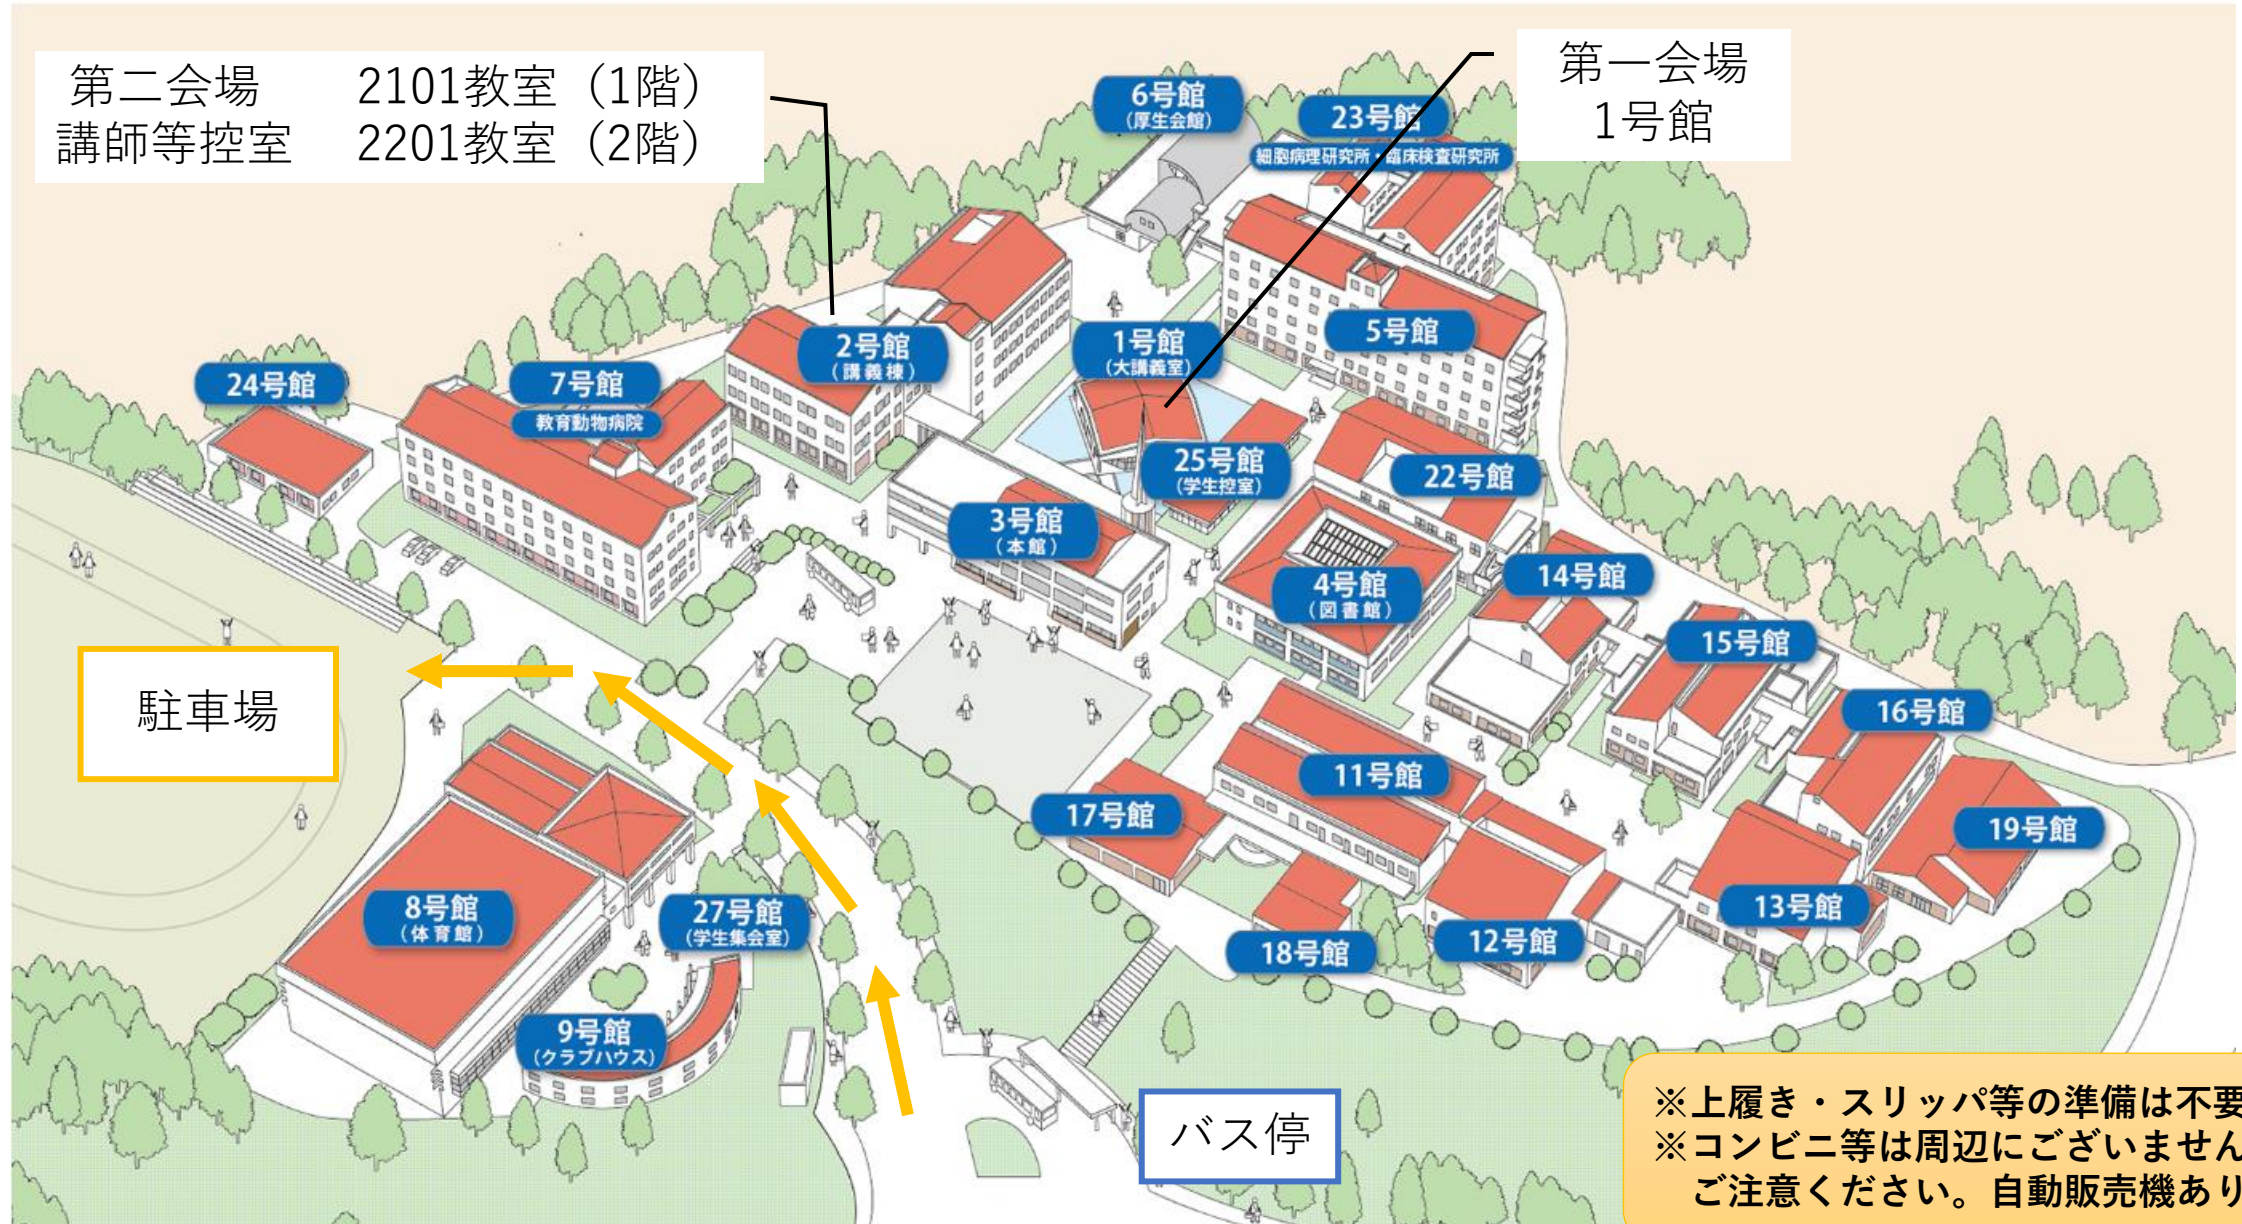 第二会場 2101教室（1階）
講師等控室 2201教室（2階）
第一会場
1号館
6号館
（厚生会館）
23号館
細胞病理研究所・臨床検査研究所
2号館
（講義棟）
1号館
（大講義室）
5号館
24号館
7号館
教育動物病院
25号館
（学生控室）
22号館
3号館
（本館）
4号館
（図書館）
14号館
15号館
駐車場
16号館
11号館
17号館
19号館
8号館
（体育館）
27号館
（学生集会室）
13号館
18号館
12号館
9号館
（クラブハウス）
バス停
※上履き・スリッパ等の準備は不要
※コンビニ等は周辺にございません
ご注意ください。自動販売機あり